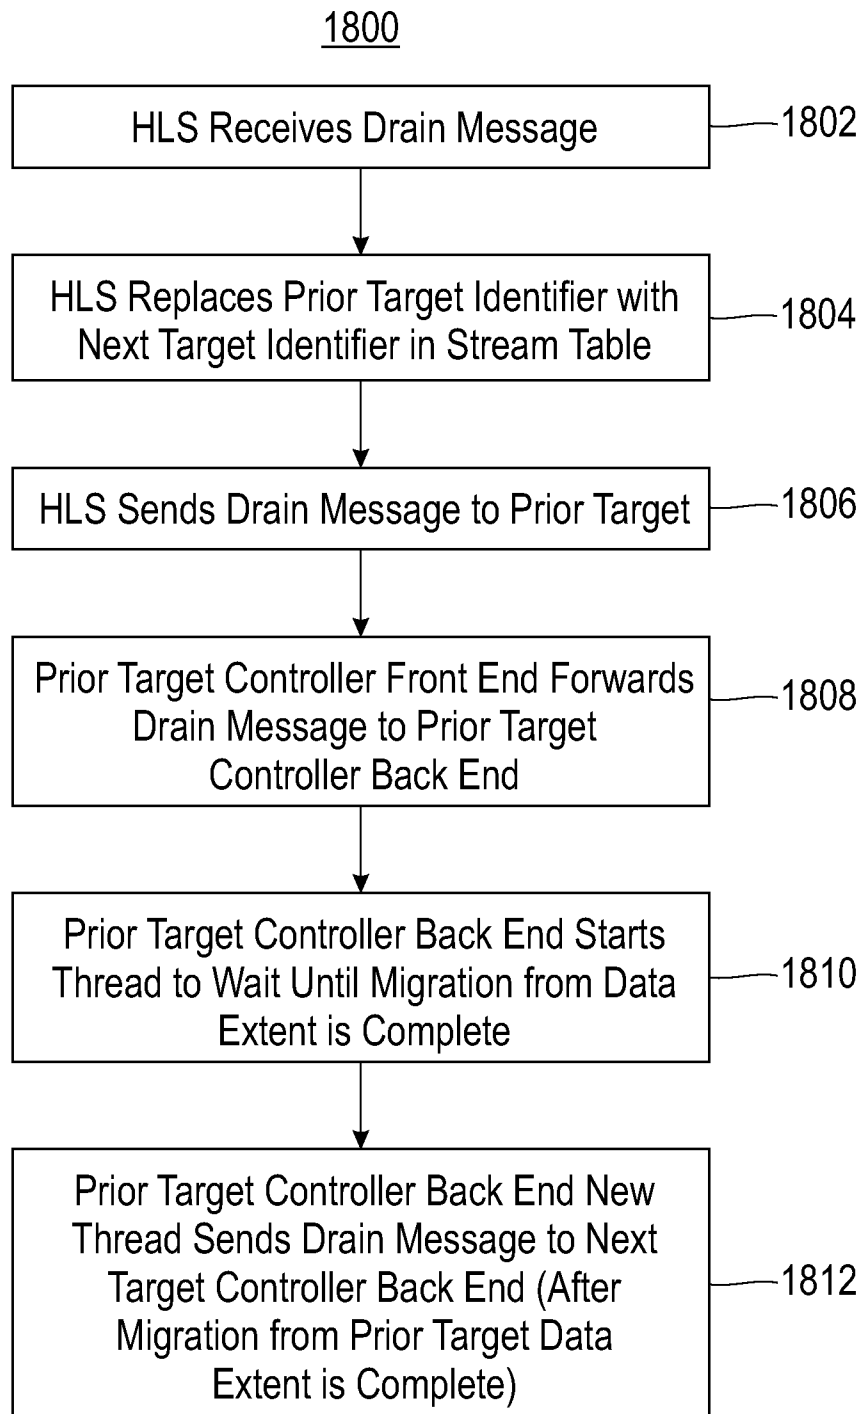 1800
HLS Receives Drain Message
1802
HLS Replaces Prior Target Identifier with
Next Target Identifier in Stream Table
1804
HLS Sends Drain Message to Prior Target
1806
Prior Target Controller Front End Forwards
Drain Message to Prior Target
Controller Back End
1808
Prior Target Controller Back End Starts
Thread to Wait Until Migration from Data
Extent is Complete
1810
Prior Target Controller Back End New
Thread Sends Drain Message to Next
Target Controller Back End (After
Migration from Prior Target Data
Extent is Complete)
1812